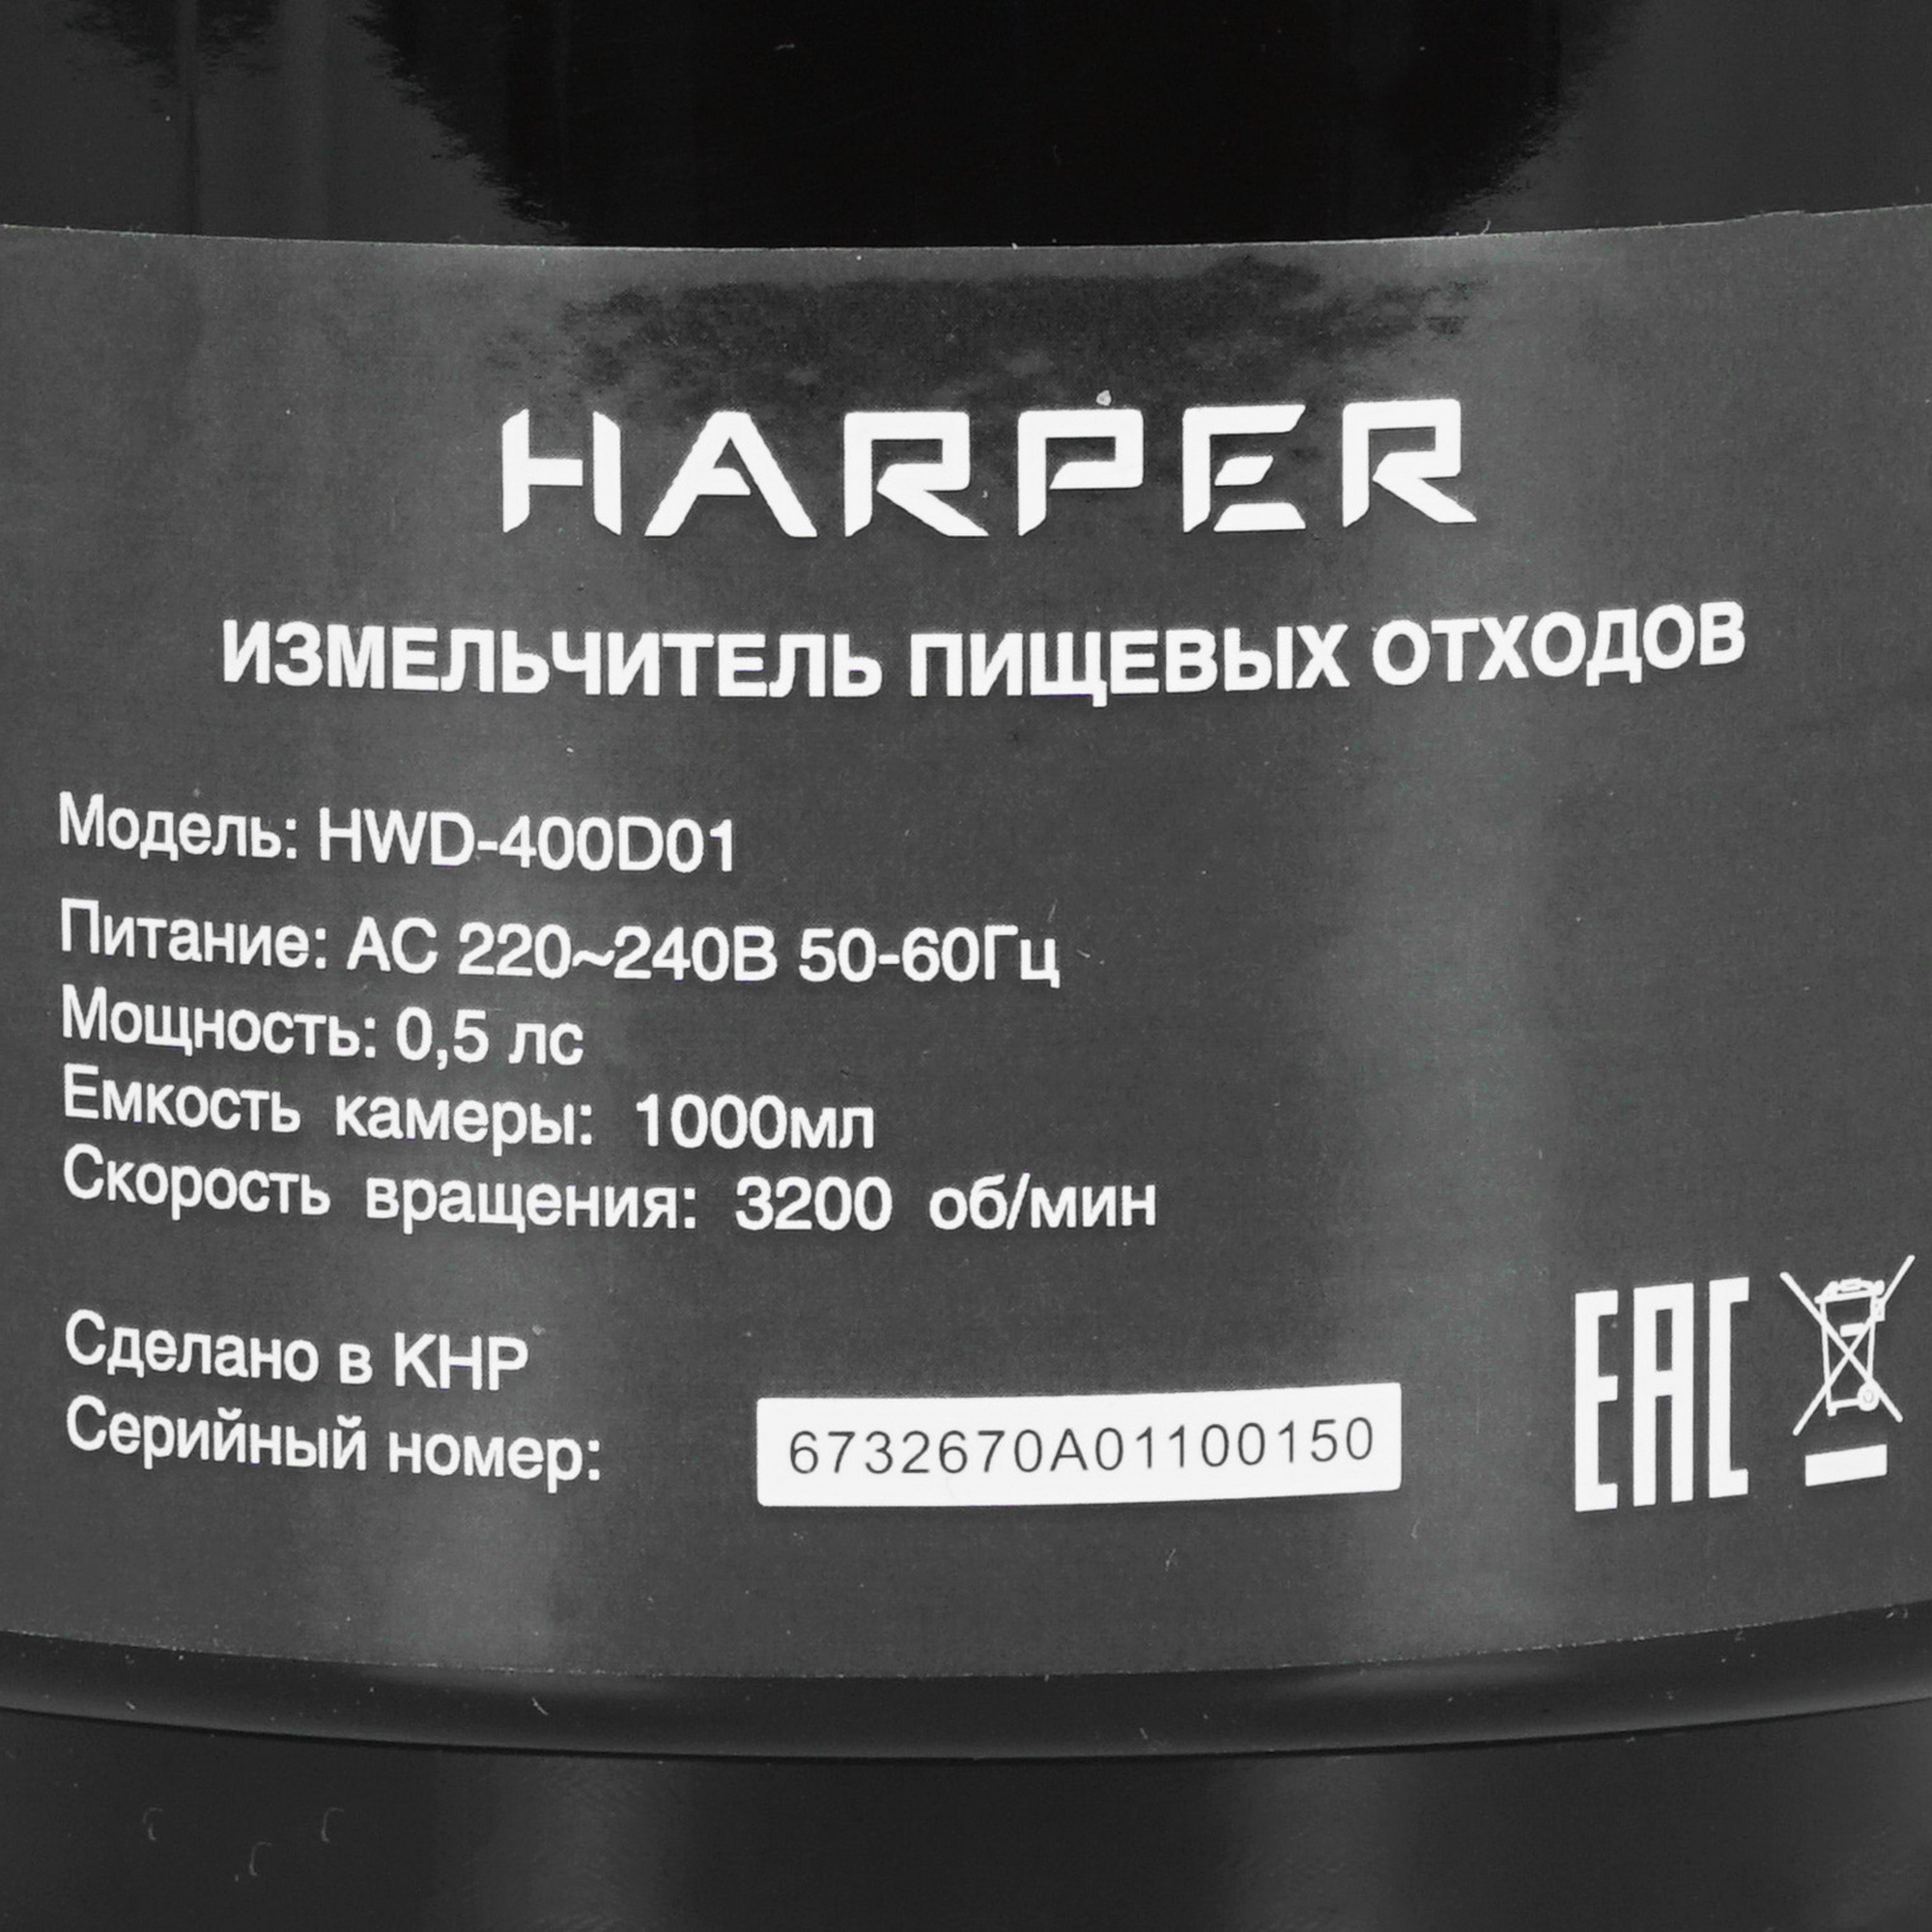 HARPER
ИЗМЕЛЬЧИТЕЛЬ ПИЩЕВЫХ ОТХОДОВ
Модель: HWD-400D01
Питание: AC 220~240В 50-60Гц
Мощность: 0,5 лс
Емкость камеры: 1000мл
Скорость вращения: 3200 об/мин
Сделано в КНР
Серийный номер: 6732670A01100150
EAC